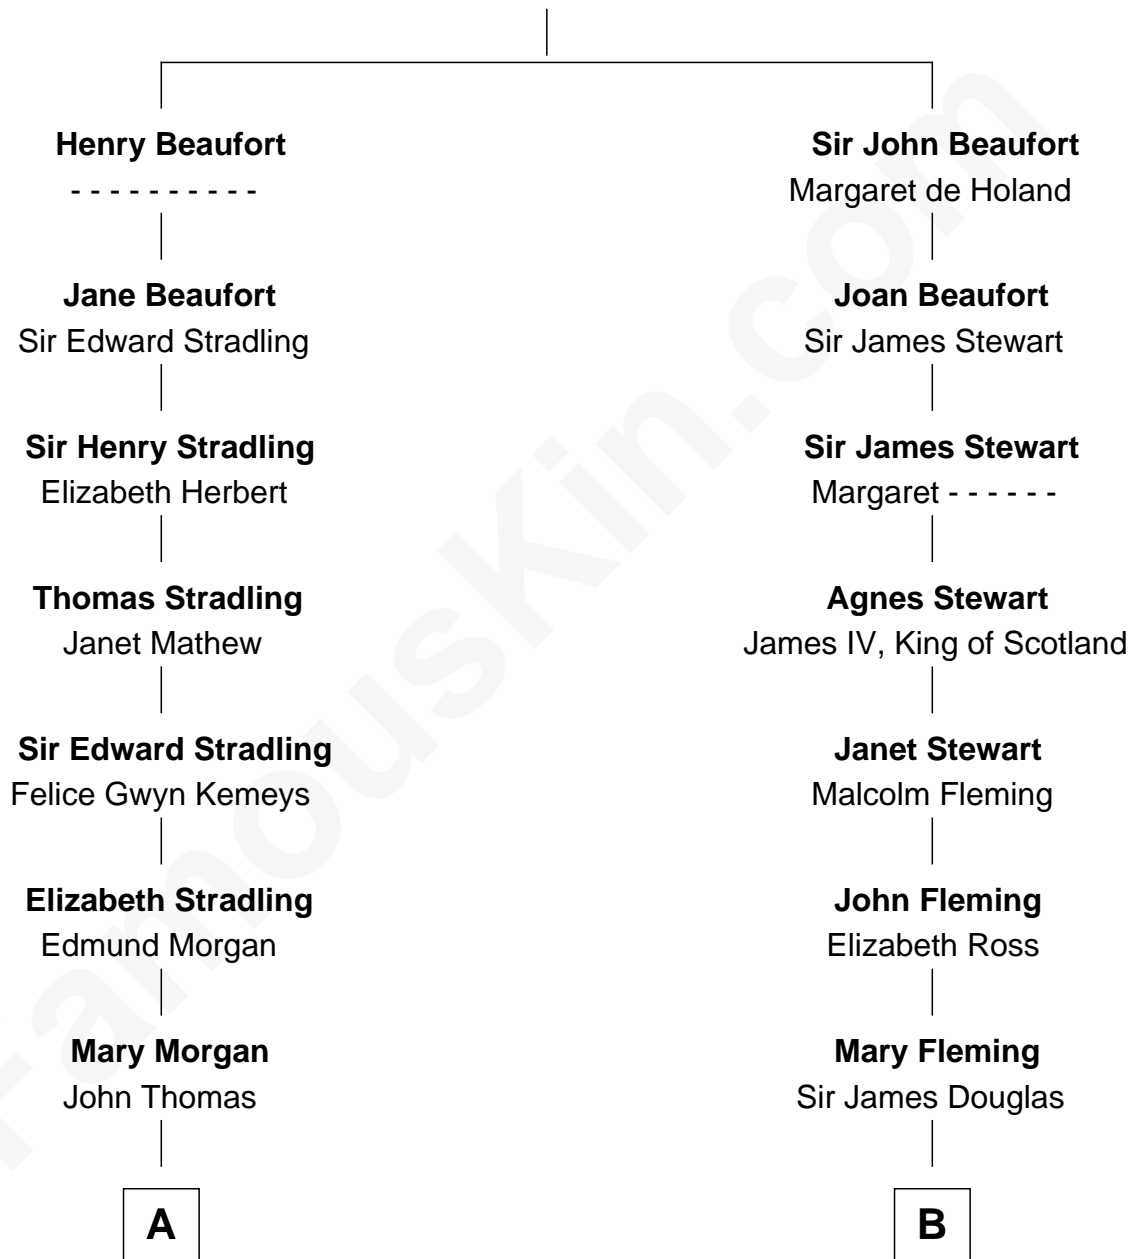 Henry Beaufort
- - - - - - - - - -
Jane Beaufort
Sir Edward Stradling
Sir Henry Stradling
Elizabeth Herbert
Thomas Stradling
Janet Mathew
Sir Edward Stradling
Felice Gwyn Kemeys
Elizabeth Stradling
Edmund Morgan
Mary Morgan
John Thomas
A
Sir John Beaufort
Margaret de Holand
Joan Beaufort
Sir James Stewart
Sir James Stewart
Margaret - - - - - -
Agnes Stewart
James IV, King of Scotland
Janet Stewart
Malcolm Fleming
John Fleming
Elizabeth Ross
Mary Fleming
Sir James Douglas
B
FamousKin.com